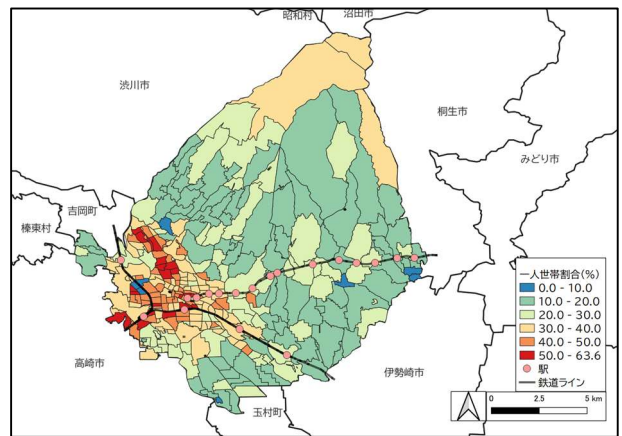 昭和村
沼田市
渋川市
桐生市
みどり市
吉岡町
榛東村
高崎市
伊勢崎市
玉村町
一人世帯割合(%)
0.0 - 10.0
10.0 - 20.0
20.0 - 30.0
30.0 - 40.0
40.0 - 50.0
50.0 - 63.6
駅
鉄道ライン
0 2.5 5 km